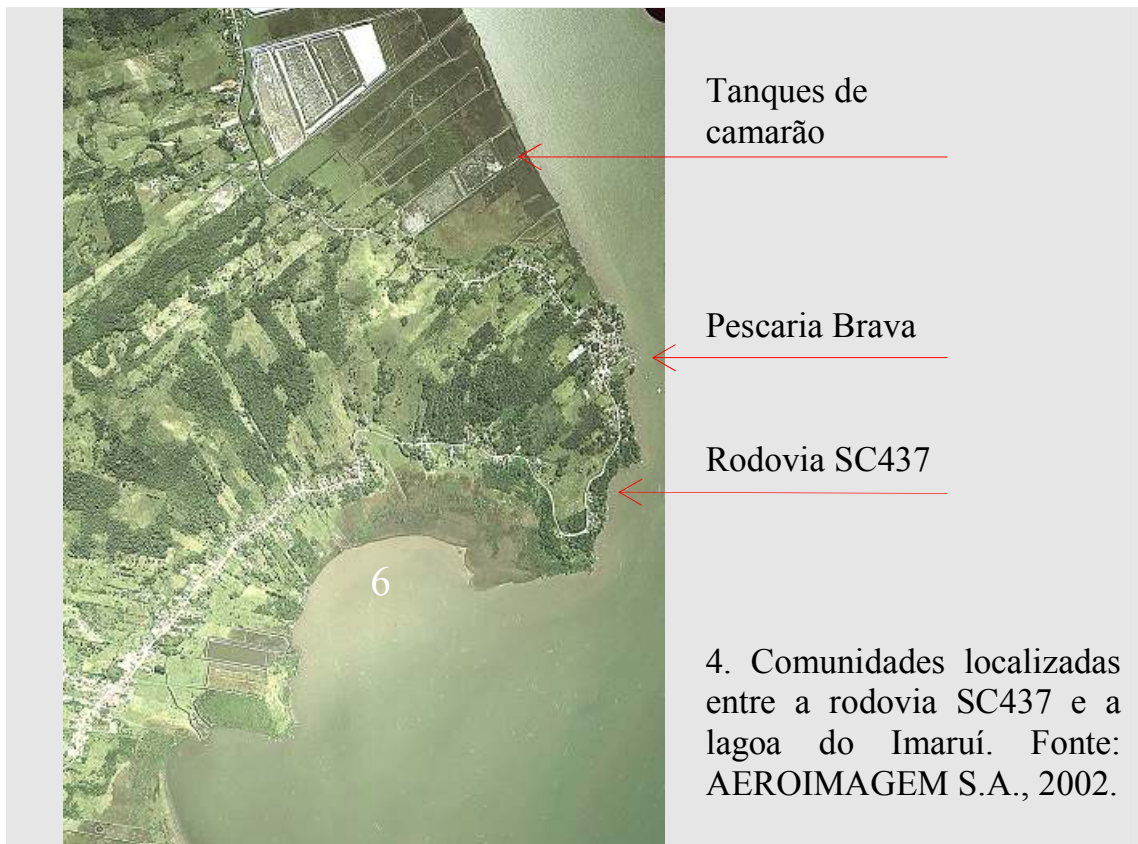 Tanques de
camarão
Pescaria Brava
Rodovia SC437
6
4. Comunidades localizadas
entre a rodovia SC437 e a
lagoa do Imaruí. Fonte:
AEROIMAGEM S.A., 2002.